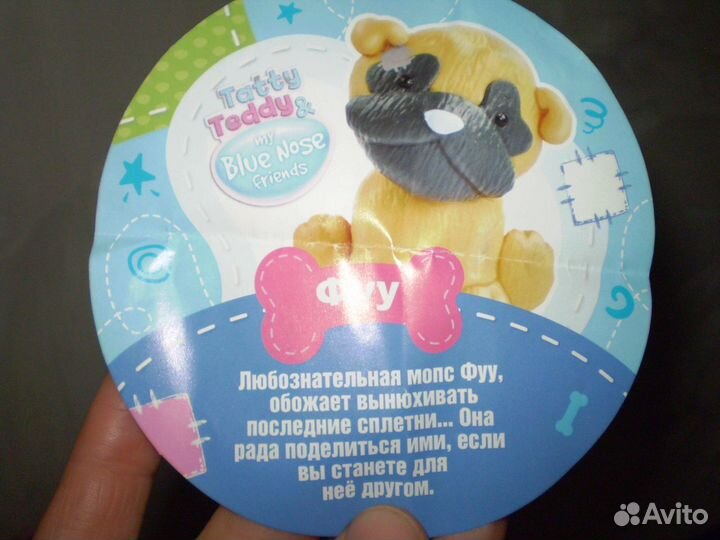 Tatty
Teddy &
my
Blue Nose
friends
Фуу
Любознательная мопс Фуу,
обожает вынюхивать
последние сплетни... Она
рада поделиться ими, если
вы станете для
неё другом.
Avito